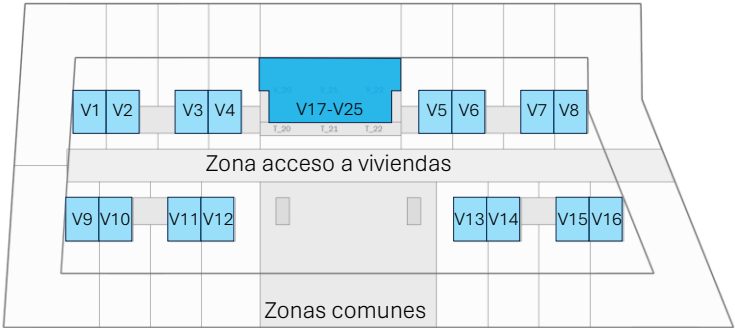 V1 V2 V3 V4 V17-V25 V5 V6 V7 V8
T_20 T_21 T_22
Zona acceso a viviendas
V9 V10 V11 V12 V13 V14 V15 V16
Zonas comunes